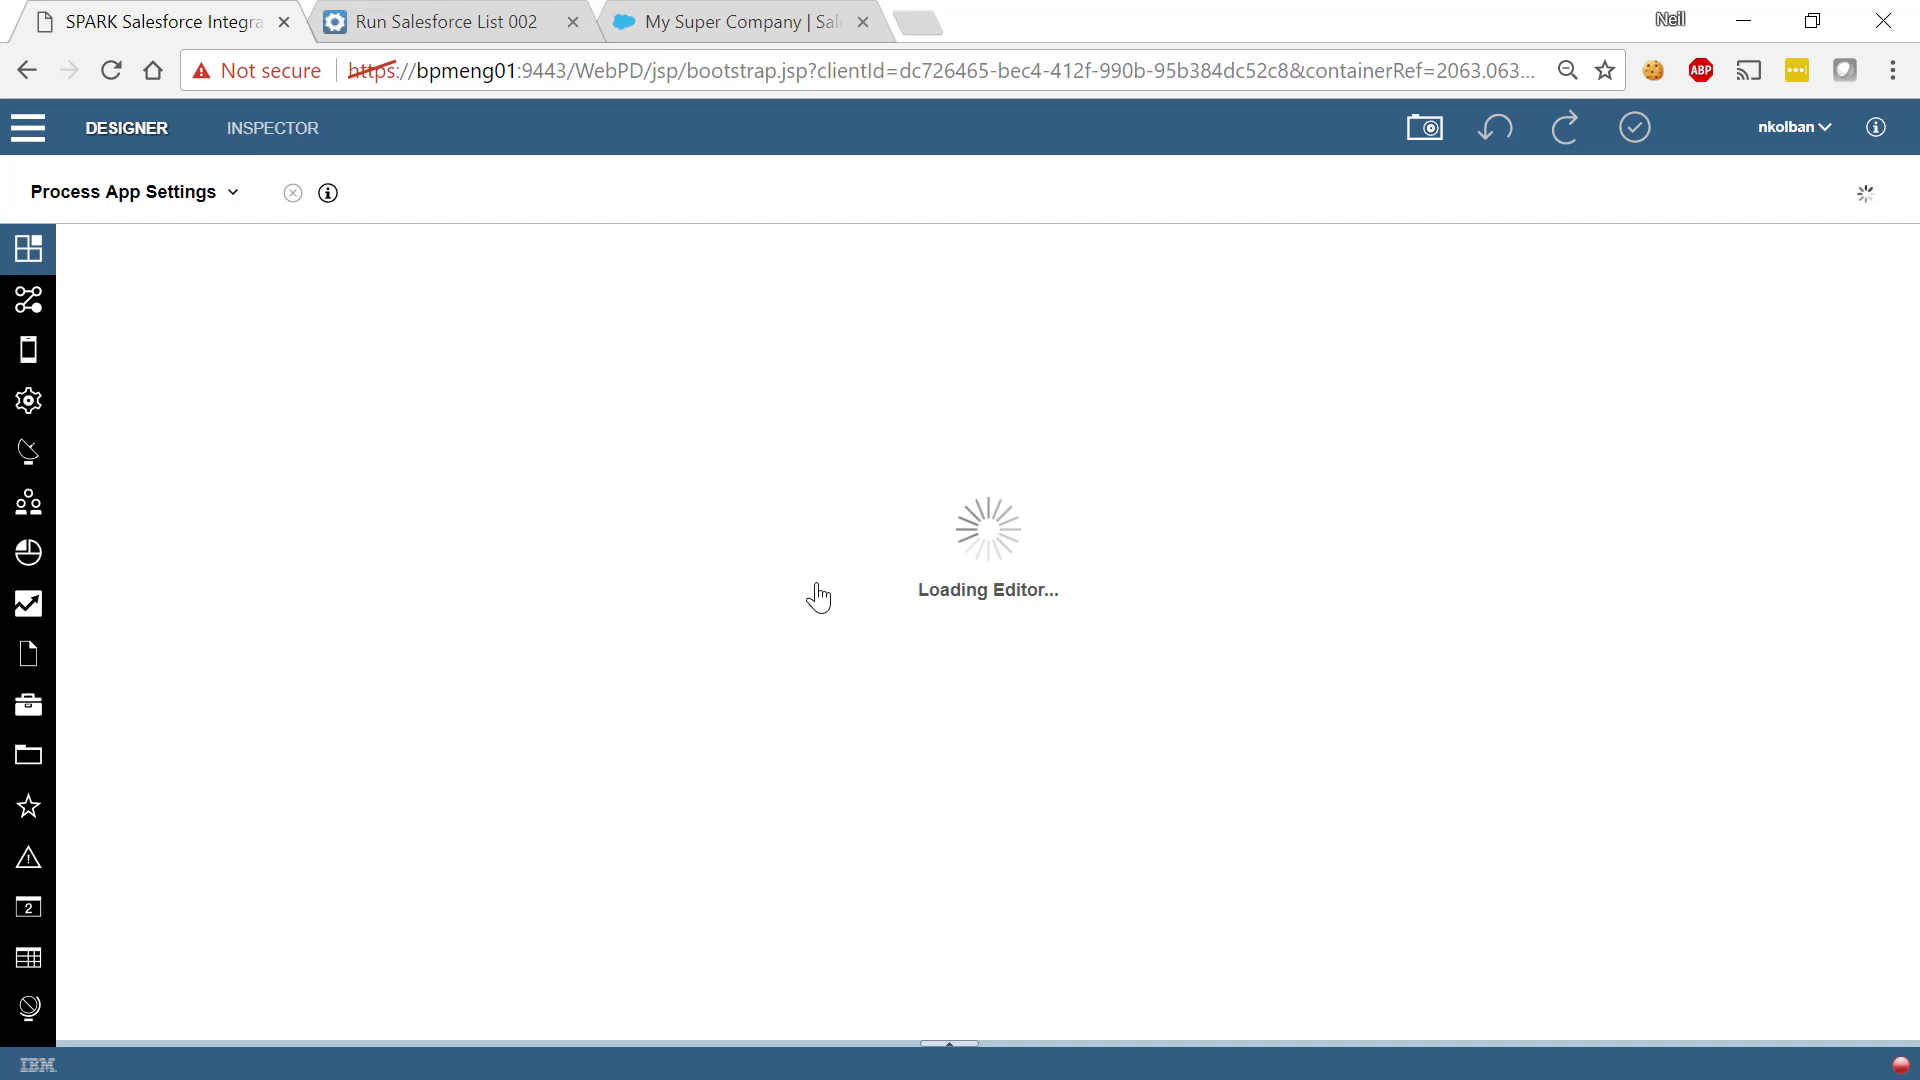 SPARK Salesforce Integra
Run Salesforce List 002
My Super Company | Sal
Neil
Not secure
https://bpmeng01:9443/WebPD/jsp/bootstrap.jsp?clientId=dc726465-bec4-412f-990b-95b384dc52c8&containerRef=2063.063...
ABP
DESIGNER
INSPECTOR
nkolban
Process App Settings
Loading Editor...
2
IBM